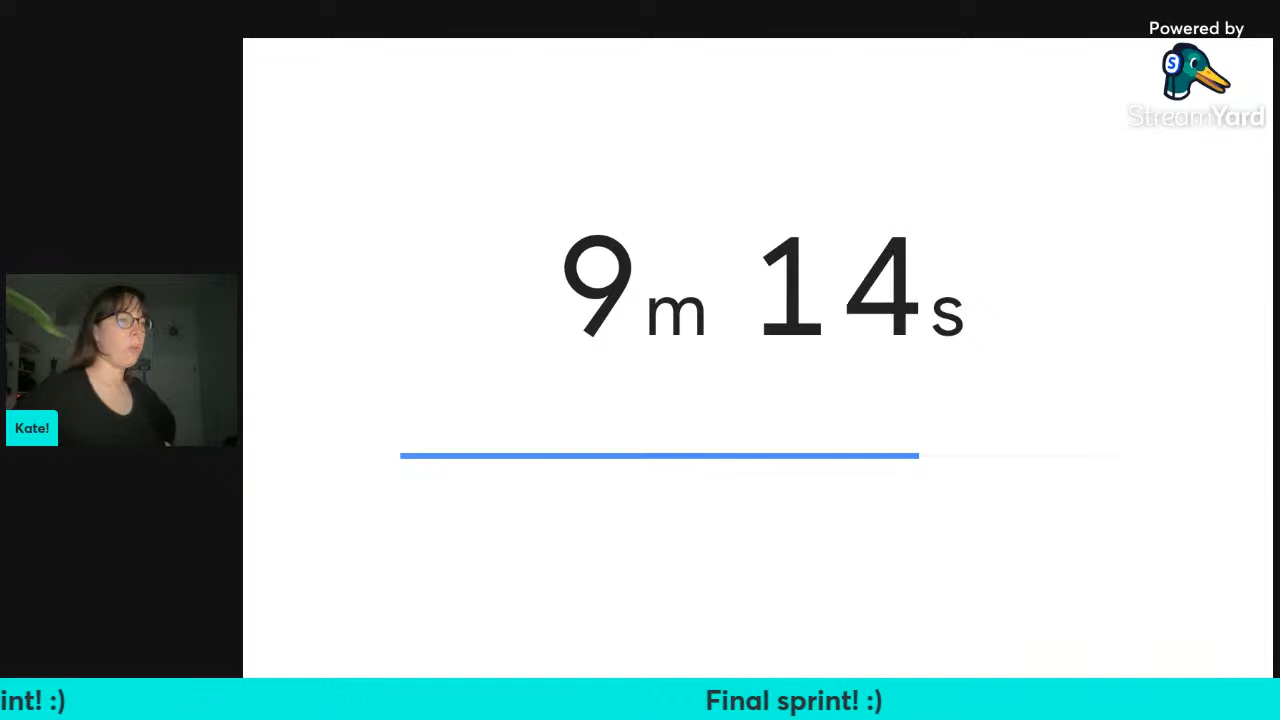 Powered by
S
StreamYard
9m 14s
Kate!
int! :)
Final sprint! :)